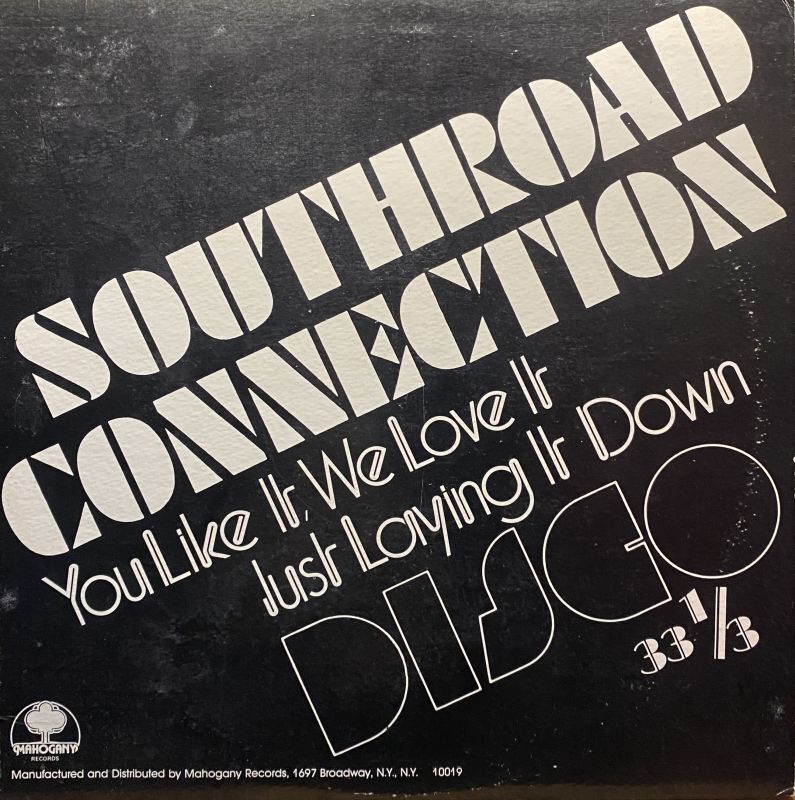 SOUTHROAD
CONNECTION
You Like It, We Love It
Just Laying It Down
DISCO
33 1/3
MAHOGANY
RECORDS
Manufactured and Distributed by Mahogany Records, 1697 Broadway, N.Y., N.Y. 10019